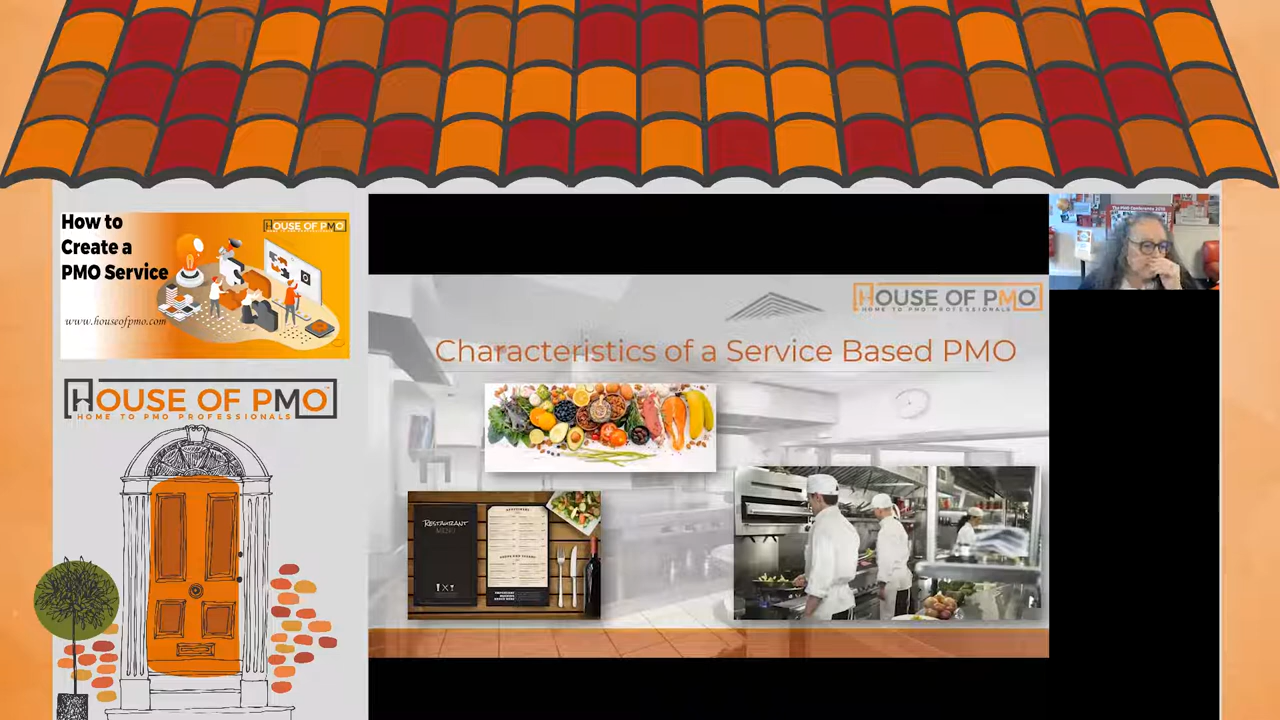 How to
Create a
PMO Service
www.houseofpmo.com
HOUSE OF PMO
HOUSE OF PMO
HOME TO PMO PROFESSIONALS
HOUSE OF PMO
HOME TO PMO PROFESSIONALS
Characteristics of a Service Based PMO
RESTAURANT
MENU